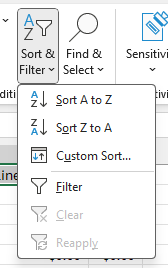 Sort & Filter
Find & Select
Sensitivi
Sort A to Z
Sort Z to A
Custom Sort...
Filter
Clear
Reapply